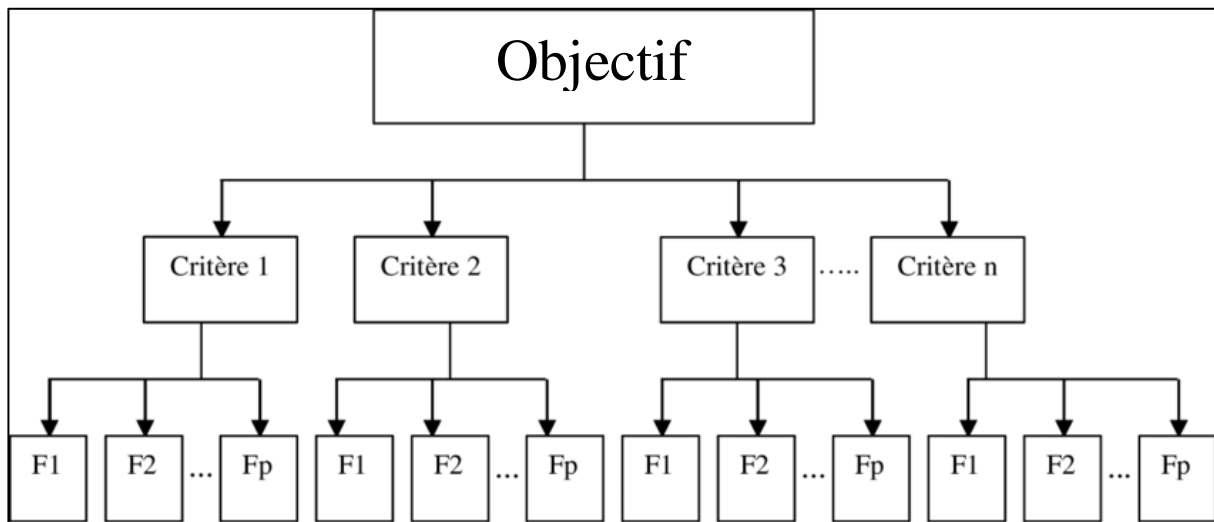 Objectif
Critère 1 Critère 2 Critère 3 ..... Critère n
F1 F2 ... Fp F1 F2 ... Fp F1 F2 ... Fp F1 F2 ... Fp